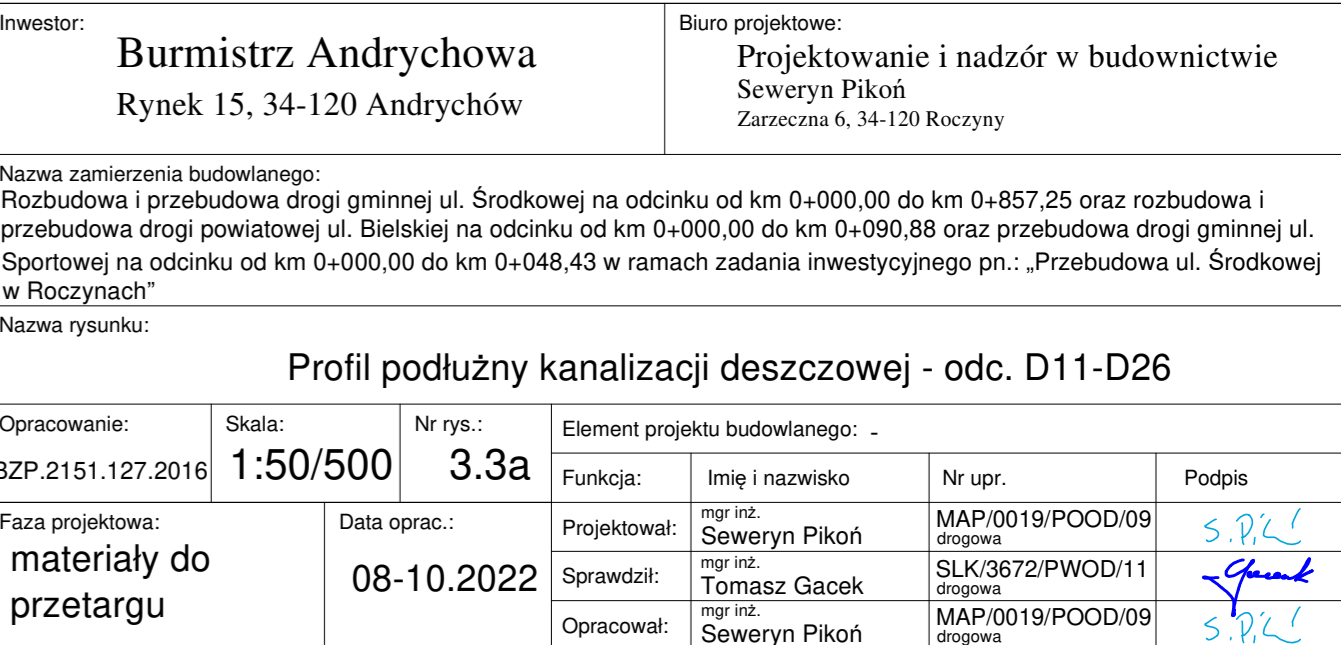 Inwestor:
Burmistrz Andrychowa
Rynek 15, 34-120 Andrychów
Biuro projektowe:
Projektowanie i nadzór w budownictwie
Seweryn Pikoń
Zarzeczna 6, 34-120 Roczyny
Nazwa zamierzenia budowlanego:
Rozbudowa i przebudowa drogi gminnej ul. Środkowej na odcinku od km 0+000,00 do km 0+857,25 oraz rozbudowa i
przebudowa drogi powiatowej ul. Bielskiej na odcinku od km 0+000,00 do km 0+090,88 oraz przebudowa drogi gminnej ul.
Sportowej na odcinku od km 0+000,00 do km 0+048,43 w ramach zadania inwestycyjnego pn.: „Przebudowa ul. Środkowej
w Roczynach”
Nazwa rysunku:
Profil podłużny kanalizacji deszczowej - odc. D11-D26
Opracowanie:
BZP.2151.127.2016
Skala:
1:50/500
Nr rys.:
3.3a
Element projektu budowlanego: -
Funkcja: Imię i nazwisko Nr upr. Podpis
Faza projektowa:
materiały do
przetargu
Data oprac.:
08-10.2022
Projektował: mgr inż.
Seweryn Pikoń
MAP/0019/POOD/09
drogowa
Sprawdził: mgr inż.
Tomasz Gacek
SLK/3672/PWOD/11
drogowa
Opracował: mgr inż.
Seweryn Pikoń
MAP/0019/POOD/09
drogowa